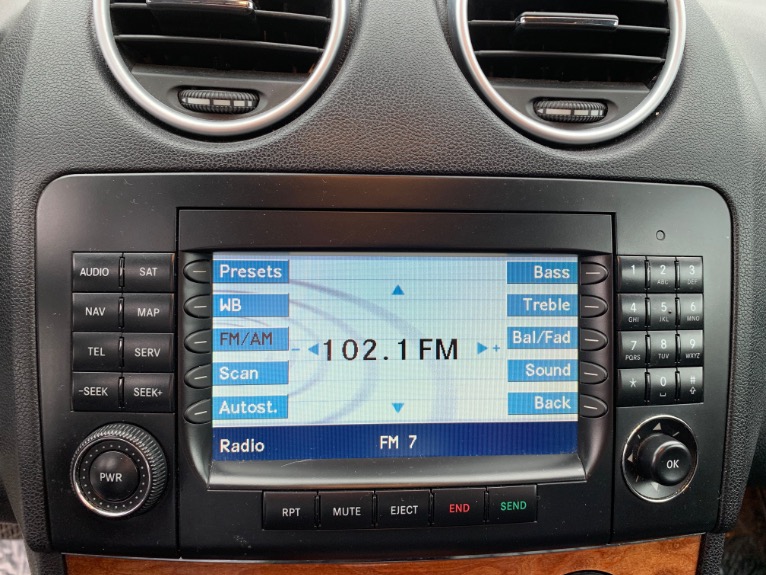 AUDIO SAT
NAV MAP
TEL SERV
-SEEK SEEK+
PWR
Presets Bass
WB Treble
FM/AM Bal/Fad
- 102.1 FM +
Scan Sound
Autost. Back
Radio FM 7
RPT MUTE EJECT END SEND
1 2 ABC 3 DEF
4 GHI 5 JKL 6 MNO
7 PQRS 8 TUV 9 WXYZ
* 0 #
OK